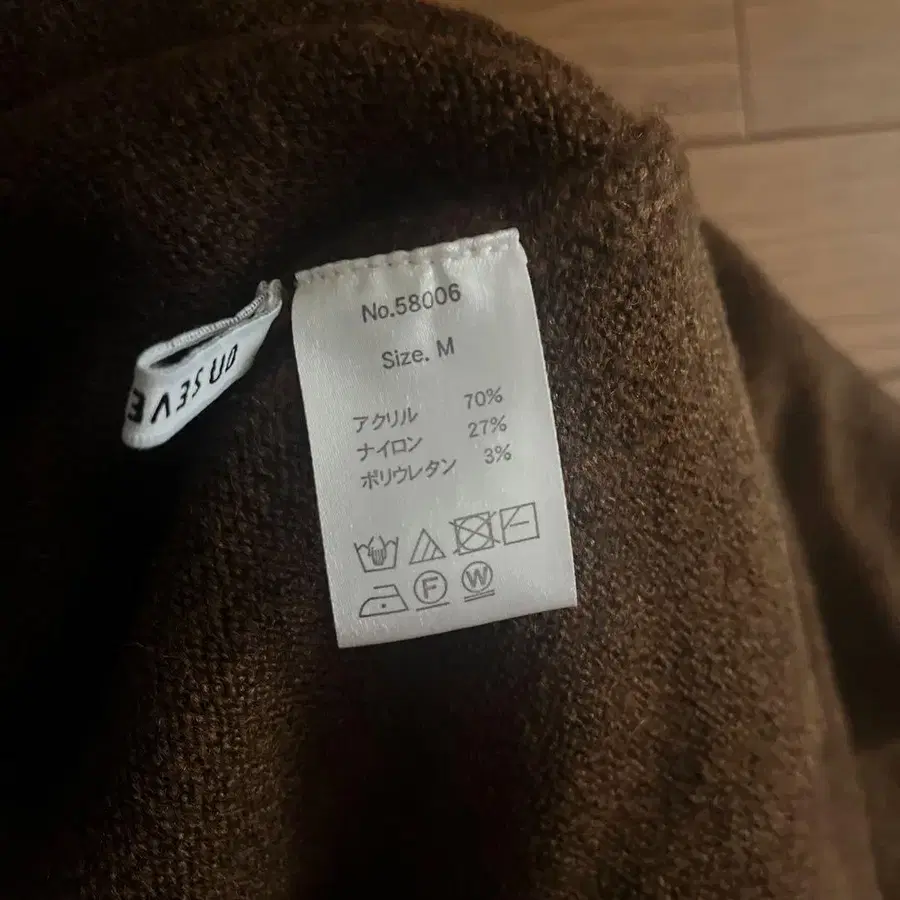 No.58006
Size. M
アクリル 70%
ナイロン 27%
ポリウレタン 3%
F W